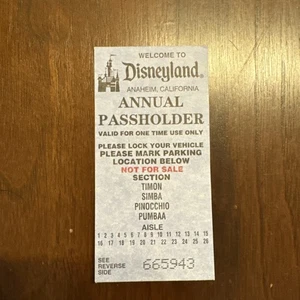 WELCOME TO
Disneyland®
ANAHEIM, CALIFORNIA
ANNUAL
PASSHOLDER
VALID FOR ONE TIME USE ONLY
PLEASE LOCK YOUR VEHICLE
PLEASE MARK PARKING
LOCATION BELOW
NOT FOR SALE
SECTION
TIMON
SIMBA
PINOCCHIO
PUMBAA
AISLE
1 2 3 4 5 6 7 8 9 10 11 12 13 14 15
16 17 18 19 20 21 22 23 24 25 26
SEE
REVERSE
SIDE
665943